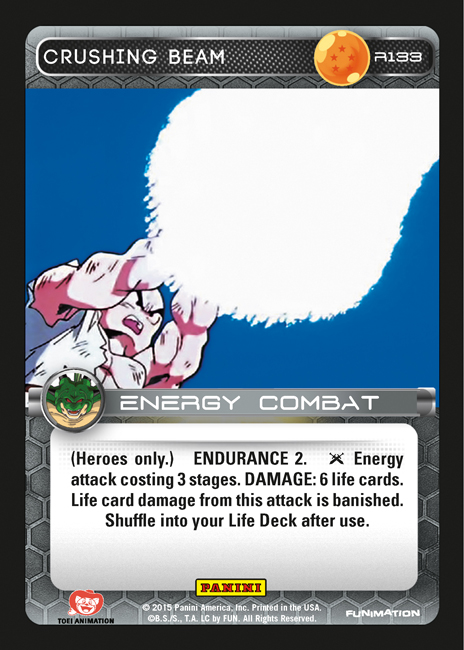 CRUSHING BEAM
R133
ENERGY COMBAT
(Heroes only.) ENDURANCE 2. Energy
attack costing 3 stages. DAMAGE: 6 life cards.
Life card damage from this attack is banished.
Shuffle into your Life Deck after use.
PANINI
TOEI ANIMATION
© 2015 Panini America, Inc. Printed in the USA.
©B.S./S., T.A. LC by FUN. All Rights Reserved.
FUNIMATION